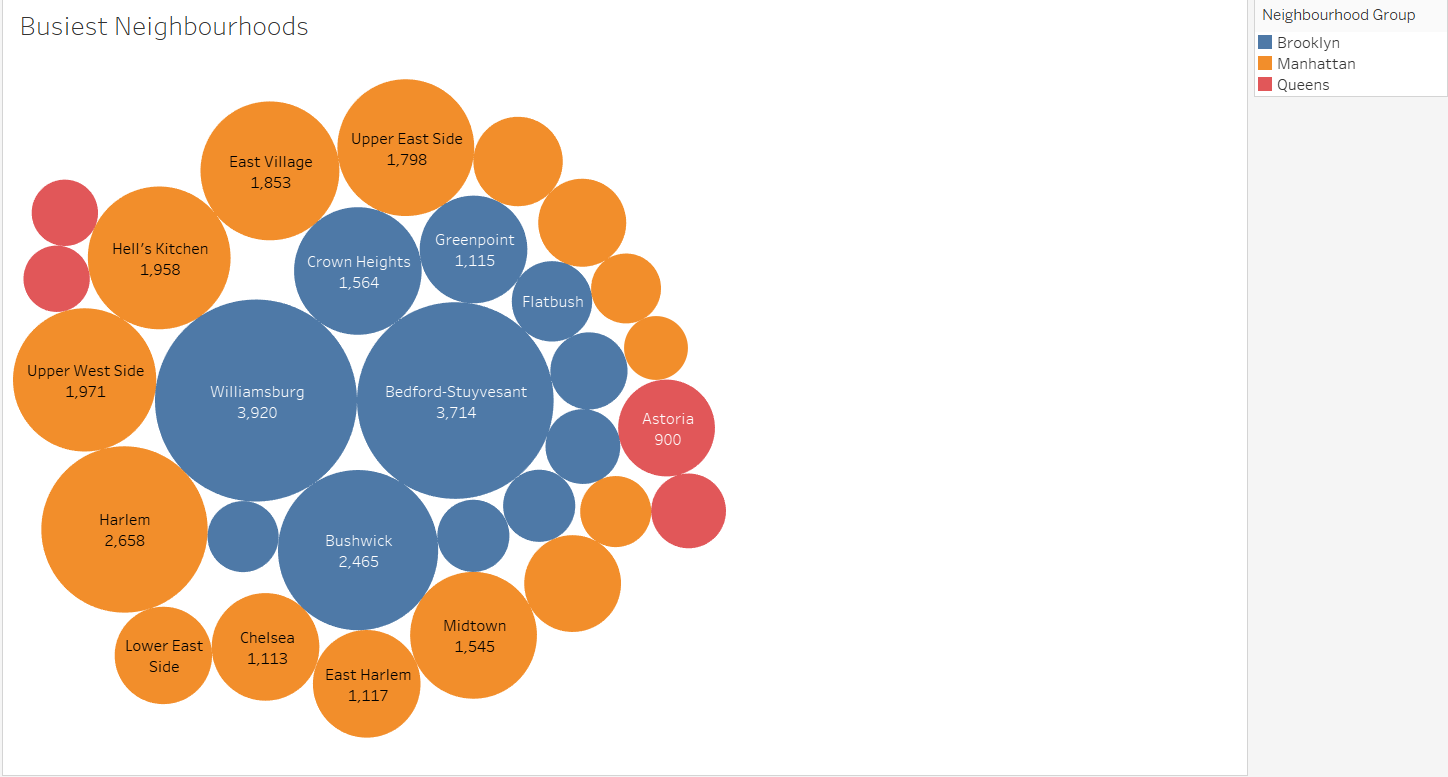 Busiest Neighbourhoods
Neighbourhood Group
Brooklyn
Manhattan
Queens
Upper East Side
1,798
East Village
1,853
Greenpoint
1,115
Hell's Kitchen
1,958
Crown Heights
1,564
Flatbush
Upper West Side
1,971
Williamsburg
3,920
Bedford-Stuyvesant
3,714
Astoria
900
Harlem
2,658
Bushwick
2,465
Midtown
1,545
Chelsea
1,113
Lower East
Side
East Harlem
1,117